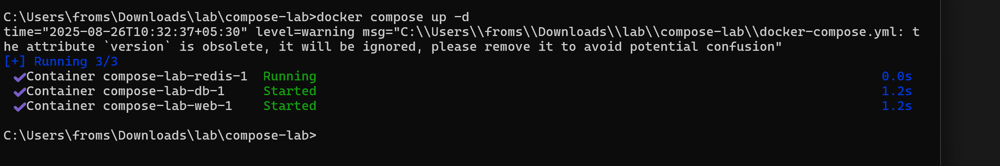 C:\Users\froms\Downloads\lab\compose-lab>docker compose up -d
time="2025-08-26T10:32:37+05:30" level=warning msg="C:\\Users\\froms\\Downloads\\lab\\compose-lab\\docker-compose.yml: t
he attribute `version` is obsolete, it will be ignored, please remove it to avoid potential confusion"
[+] Running 3/3
✔Container compose-lab-redis-1  Running 0.0s
✔Container compose-lab-db-1     Started 1.2s
✔Container compose-lab-web-1    Started 1.2s
C:\Users\froms\Downloads\lab\compose-lab>